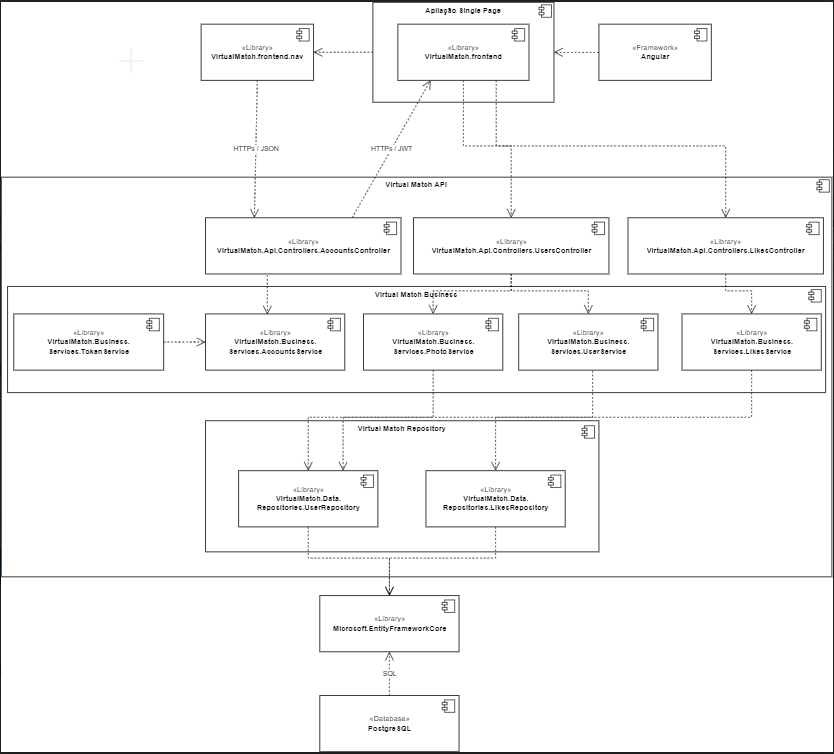 Apliação Single Page
«Library»
VirtualMatch.frontend.nav
«Library»
VirtualMatch.frontend
«Framework»
Angular
HTTPs / JSON
HTTPs / JWT
Virtual Match API
«Library»
VirtualMatch.Api.Controllers.AccountsController
«Library»
VirtualMatch.Api.Controllers.UsersController
«Library»
VirtualMatch.Api.Controllers.LikesController
Virtual Match Business
«Library»
VirtualMatch.Business.
Services.TokenService
«Library»
VirtualMatch.Business.
Services.AccountsService
«Library»
VirtualMatch.Business.
Services.PhotoService
«Library»
VirtualMatch.Business.
Services.UserService
«Library»
VirtualMatch.Business.
Services.LikesService
Virtual Match Repository
«Library»
VirtualMatch.Data.
Repositories.UserRepository
«Library»
VirtualMatch.Data.
Repositories.LikesRepository
«Library»
Microsoft.EntityFrameworkCore
SQL
«Database»
PostgreSQL